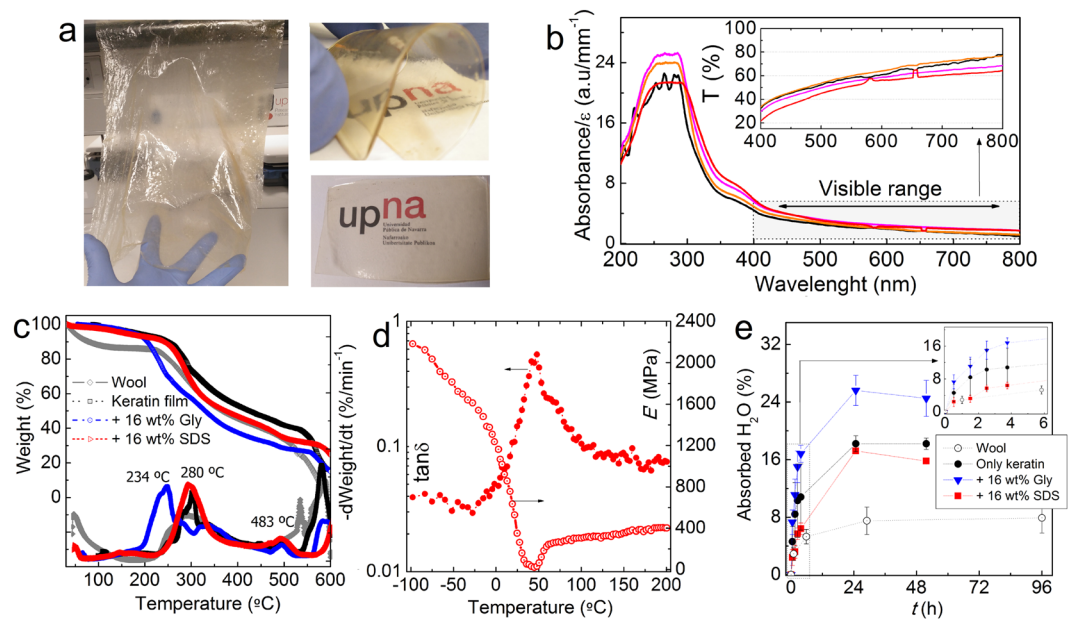 a
upna
upna
upna
Universidad
Pública de Navarra
Nafarroako
Unibertsitate Publikoa
b
Absorbance/ε (a.u/mm⁻¹)
24
16
8
0
200
300
400
500
600
700
800
Wavelenght (nm)
Visible range
T (%)
100
80
60
40
20
400
500
600
700
800
c
Weight (%)
100
80
60
40
20
0
-dWeight/dt (%/min⁻¹)
Wool
Keratin film
+ 16 wt% Gly
+ 16 wt% SDS
234 ºC
280 ºC
483 ºC
100
200
300
400
500
600
Temperature (ºC)
d
tanδ
1
0.1
0.01
E (MPa)
2400
2000
1600
1200
800
400
0
-100
-50
0
50
100
150
200
Temperature (ºC)
e
Absorbed H₂O (%)
32
24
16
8
0
0
24
48
72
96
t (h)
16
8
0
0
2
4
6
Wool
Only keratin
+ 16 wt% Gly
+ 16 wt% SDS